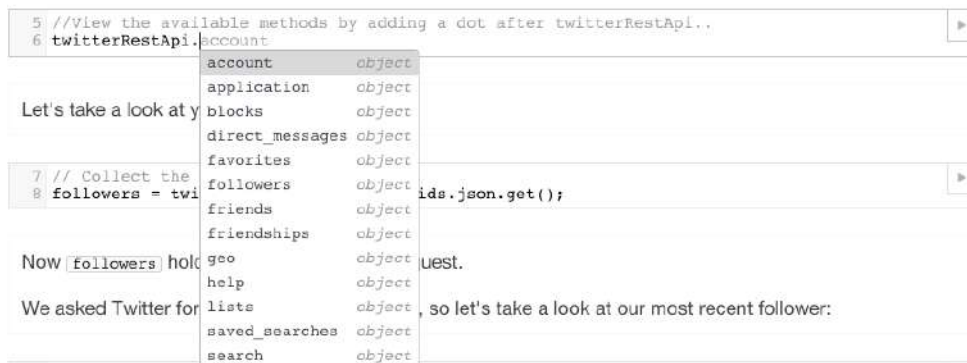 5 //View the available methods by adding a dot after twitterRestApi..
6 twitterRestApi.account
account object
application object
Let's take a look at y
blocks object
direct_messages object
favorites object
7 // Collect the
followers object
8 followers = twi ids.json.get();
friends object
friendships object
Now followers hold uest.
geo object
help object
We asked Twitter for , so let's take a look at our most recent follower:
lists object
saved_searches object
search object